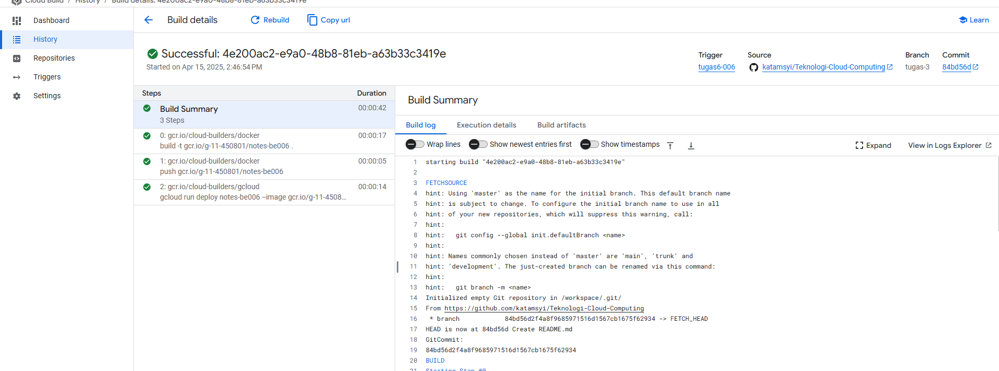 Cloud Build / History / Build details: 4e200ac2-e9a0-48b8-81eb-a63b33c3419e
Dashboard
History
Repositories
Triggers
Settings
Build details
Rebuild
Copy url
Learn
Successful: 4e200ac2-e9a0-48b8-81eb-a63b33c3419e
Started on Apr 15, 2025, 2:46:54 PM
Trigger
tugas6-006
Source
katamsyi/Teknologi-Cloud-Computing
Branch
tugas-3
Commit
84bd56d
Steps Duration
Build Summary 00:00:42
3 Steps
0: gcr.io/cloud-builders/docker 00:00:17
build -t gcr.io/g-11-450801/notes-be006 .
1: gcr.io/cloud-builders/docker 00:00:05
push gcr.io/g-11-450801/notes-be006
2: gcr.io/cloud-builders/gcloud 00:00:14
gcloud run deploy notes-be006 --image gcr.io/g-11-4508...
Build Summary
Build log Execution details Build artifacts
Wrap lines Show newest entries first Show timestamps Expand View in Logs Explorer
1 starting build "4e200ac2-e9a0-48b8-81eb-a63b33c3419e"
2
3 FETCHSOURCE
4 hint: Using 'master' as the name for the initial branch. This default branch name
5 hint: is subject to change. To configure the initial branch name to use in all
6 hint: of your new repositories, which will suppress this warning, call:
7 hint:
8 hint:   git config --global init.defaultBranch <name>
9 hint:
10 hint: Names commonly chosen instead of 'master' are 'main', 'trunk' and
11 hint: 'development'. The just-created branch can be renamed via this command:
12 hint:
13 hint:   git branch -m <name>
14 Initialized empty Git repository in /workspace/.git/
15 From https://github.com/katamsyi/Teknologi-Cloud-Computing
16  * branch            84bd56d2f4a8f9685971516d1567cb1675f62934 -> FETCH_HEAD
17 HEAD is now at 84bd56d Create README.md
18 GitCommit:
19 84bd56d2f4a8f9685971516d1567cb1675f62934
20 BUILD
21 Starting Step #0